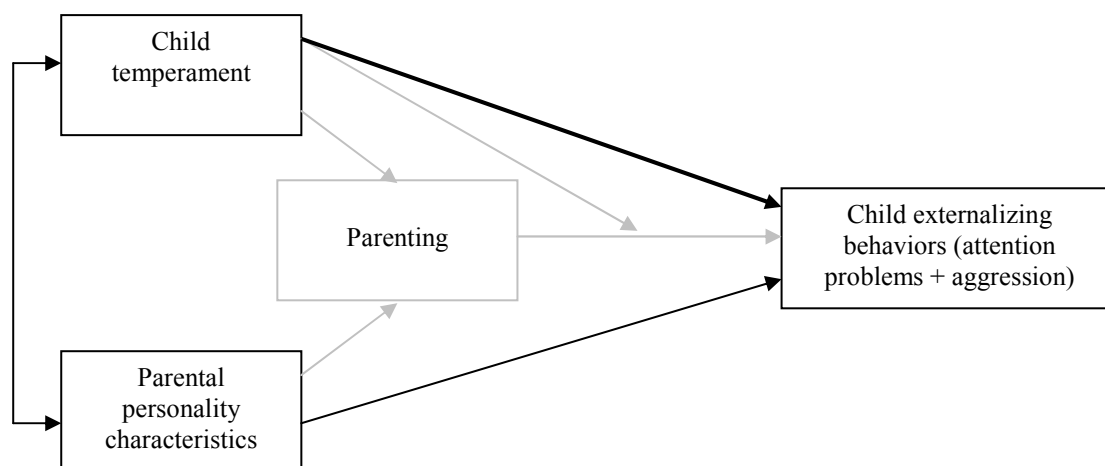 Child
temperament
Parenting
Child externalizing
behaviors (attention
problems + aggression)
Parental
personality
characteristics